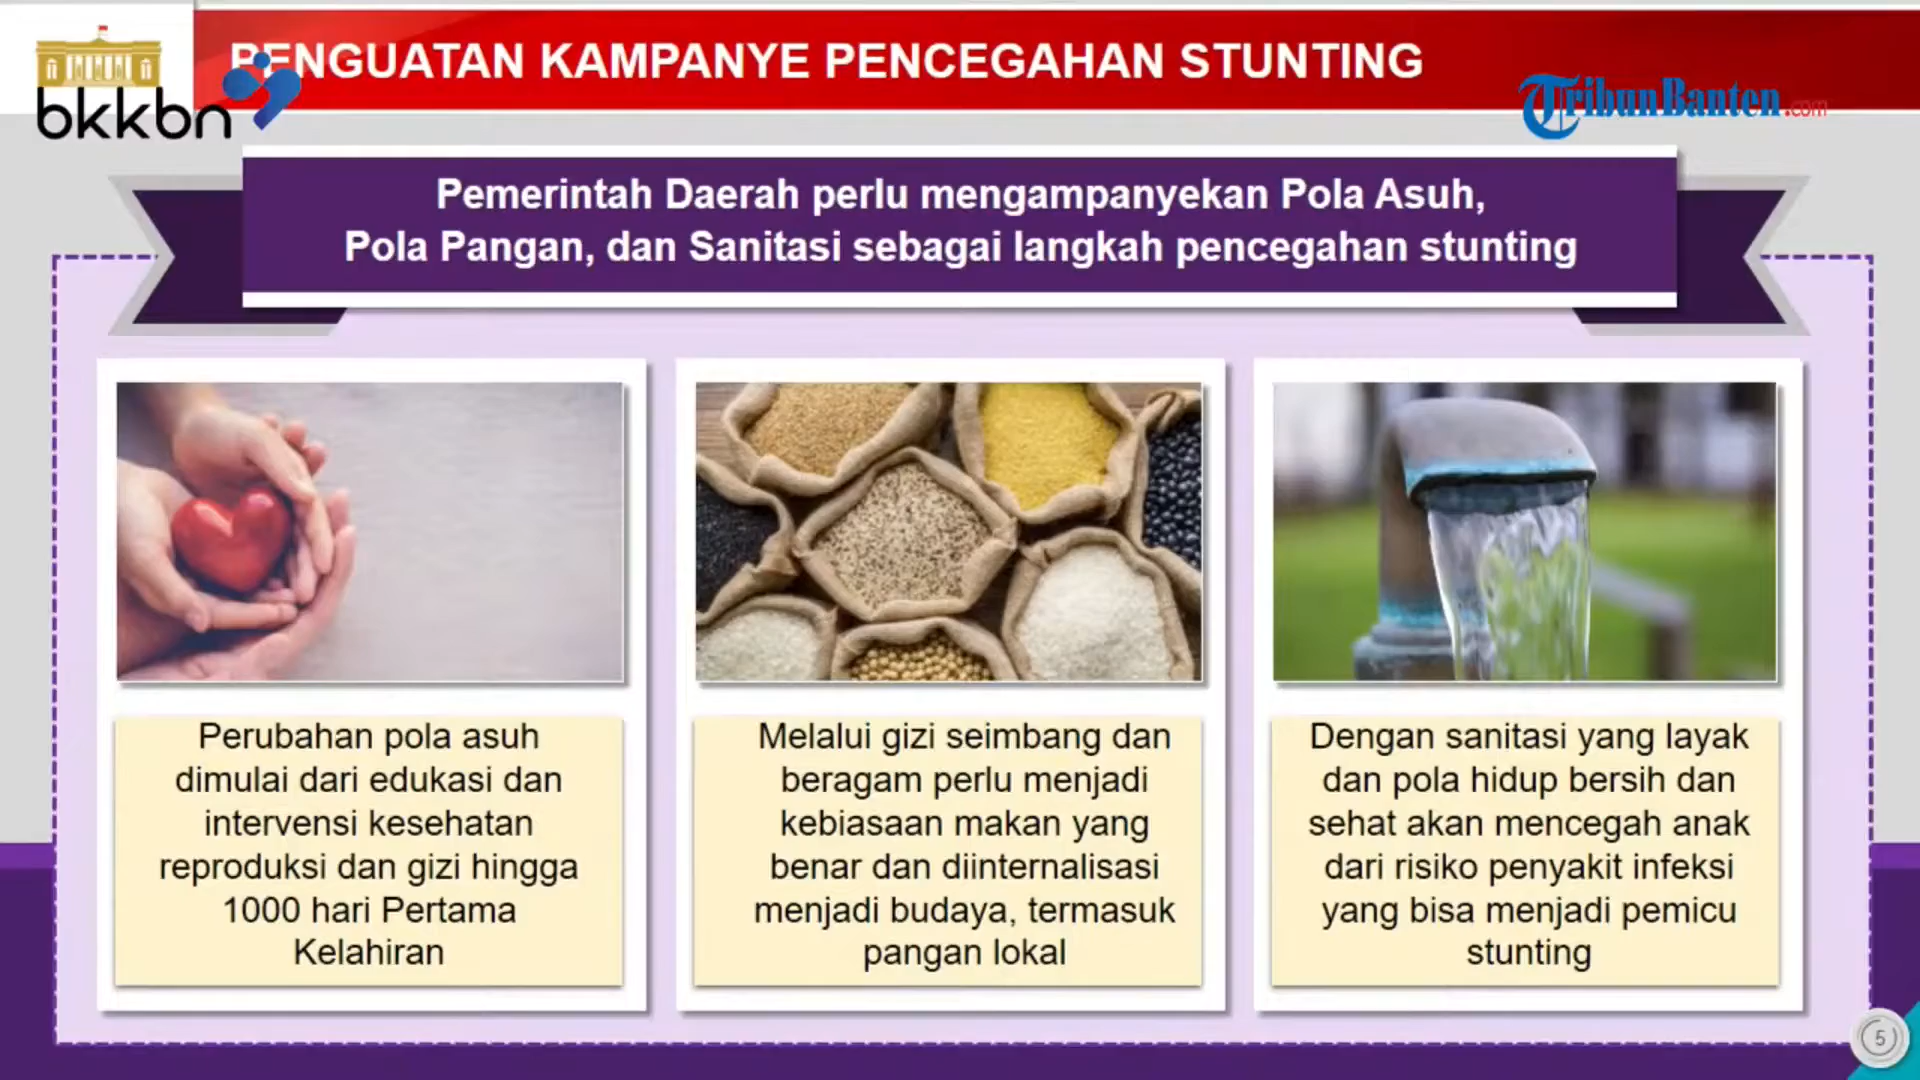 PENGUATAN KAMPANYE PENCEGAHAN STUNTING
bkkbn
TribunBanten.com
Pemerintah Daerah perlu mengampanyekan Pola Asuh,
Pola Pangan, dan Sanitasi sebagai langkah pencegahan stunting
Perubahan pola asuh
dimulai dari edukasi dan
intervensi kesehatan
reproduksi dan gizi hingga
1000 hari Pertama
Kelahiran
Melalui gizi seimbang dan
beragam perlu menjadi
kebiasaan makan yang
benar dan diinternalisasi
menjadi budaya, termasuk
pangan lokal
Dengan sanitasi yang layak
dan pola hidup bersih dan
sehat akan mencegah anak
dari risiko penyakit infeksi
yang bisa menjadi pemicu
stunting
5